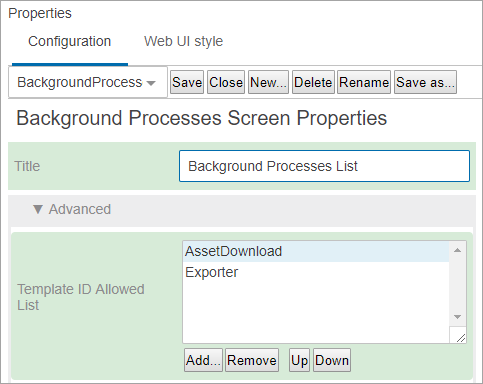 Properties
Configuration Web UI style
BackgroundProcess Save Close New... Delete Rename Save as...
Background Processes Screen Properties
Title Background Processes List
▼ Advanced
AssetDownload
Exporter
Template ID Allowed
List
Add... Remove Up Down